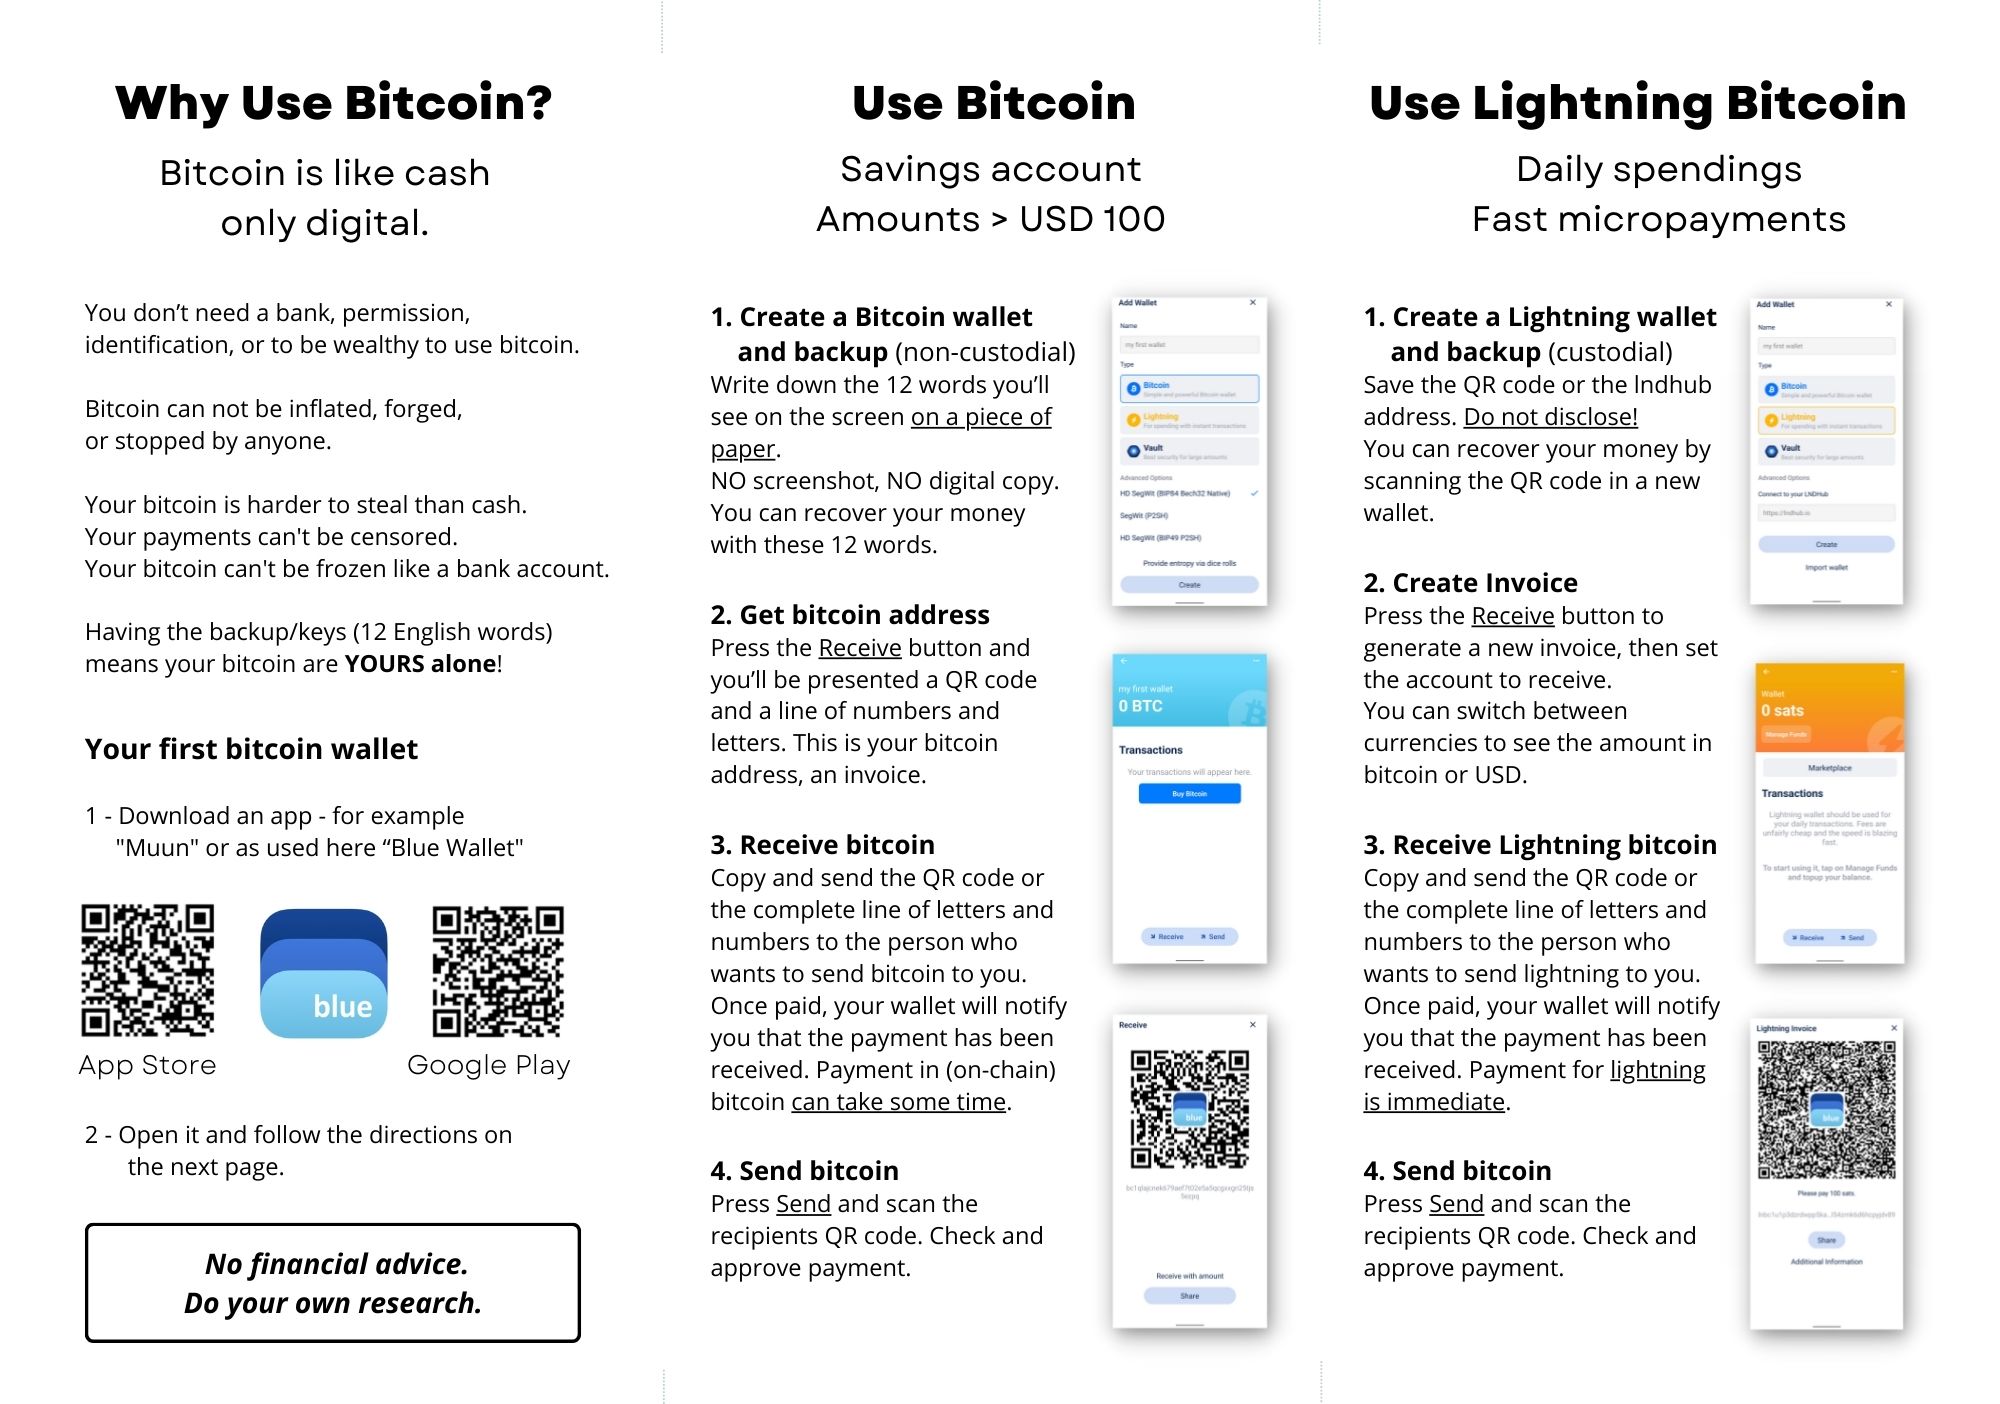 Why Use Bitcoin?
Bitcoin is like cash
only digital.
You don’t need a bank, permission,
identification, or to be wealthy to use bitcoin.
Bitcoin can not be inflated, forged,
or stopped by anyone.
Your bitcoin is harder to steal than cash.
Your payments can't be censored.
Your bitcoin can't be frozen like a bank account.
Having the backup/keys (12 English words)
means your bitcoin are YOURS alone!
Your first bitcoin wallet
1 - Download an app - for example
"Muun" or as used here “Blue Wallet"
blue
App Store
Google Play
2 - Open it and follow the directions on
the next page.
No financial advice.
Do your own research.
Use Bitcoin
Savings account
Amounts > USD 100
1. Create a Bitcoin wallet
and backup (non-custodial)
Write down the 12 words you’ll
see on the screen on a piece of
paper.
NO screenshot, NO digital copy.
You can recover your money
with these 12 words.
2. Get bitcoin address
Press the Receive button and
you’ll be presented a QR code
and a line of numbers and
letters. This is your bitcoin
address, an invoice.
3. Receive bitcoin
Copy and send the QR code or
the complete line of letters and
numbers to the person who
wants to send bitcoin to you.
Once paid, your wallet will notify
you that the payment has been
received. Payment in (on-chain)
bitcoin can take some time.
4. Send bitcoin
Press Send and scan the
recipients QR code. Check and
approve payment.
Add Wallet
Name
my first wallet
Type
Bitcoin
Simple and powerful Bitcoin wallet
Lightning
For spending with instant transactions
Vault
Best security for large amounts
Advanced Options
HD SegWit (BIP84 Bech32 Native)
SegWit (P2SH)
HD SegWit (BIP49 P2SH)
Provide entropy via dice rolls
Create
my first wallet
0 BTC
Transactions
Your transactions will appear here.
Buy Bitcoin
Receive
Send
Receive
blue
Receive with amount
Share
Use Lightning Bitcoin
Daily spendings
Fast micropayments
1. Create a Lightning wallet
and backup (custodial)
Save the QR code or the lndhub
address. Do not disclose!
You can recover your money by
scanning the QR code in a new
wallet.
2. Create Invoice
Press the Receive button to
generate a new invoice, then set
the account to receive.
You can switch between
currencies to see the amount in
bitcoin or USD.
3. Receive Lightning bitcoin
Copy and send the QR code or
the complete line of letters and
numbers to the person who
wants to send lightning to you.
Once paid, your wallet will notify
you that the payment has been
received. Payment for lightning
is immediate.
4. Send bitcoin
Press Send and scan the
recipients QR code. Check and
approve payment.
Add Wallet
Name
my first wallet
Type
Bitcoin
Simple and powerful Bitcoin wallet
Lightning
For spending with instant transactions
Vault
Best security for large amounts
Advanced Options
Connect to your LNDHub
https://lndhub.io
Create
Import wallet
Wallet
0 sats
Manage Funds
Marketplace
Transactions
Lightning wallet should be used for
your daily transactions. Fees are
unfairly cheap and the speed is blazing
fast.
To start using it, tap on Manage Funds
and topup your balance.
Receive
Send
Lightning Invoice
blue
Please pay 100 sats.
Share
Additional Information